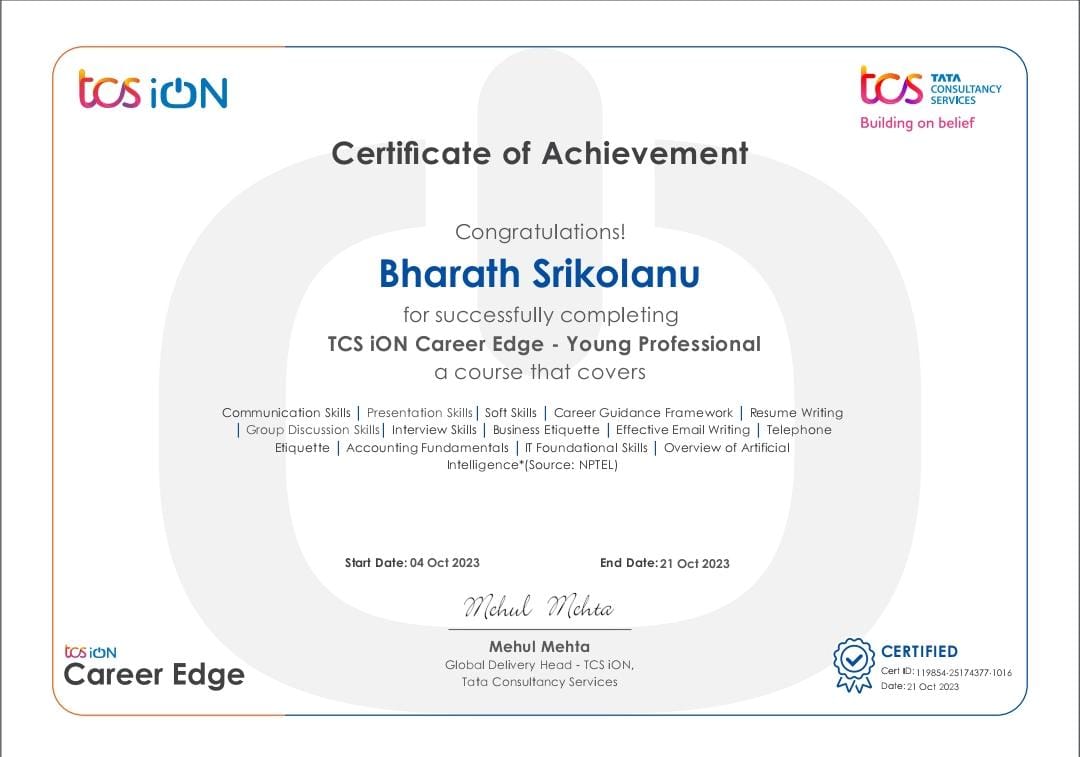 tcs iON
tcs TATA
CONSULTANCY
SERVICES
Building on belief
Certificate of Achievement
Congratulations!
Bharath Srikolanu
for successfully completing
TCS iON Career Edge - Young Professional
a course that covers
Communication Skills | Presentation Skills | Soft Skills | Career Guidance Framework | Resume Writing
| Group Discussion Skills | Interview Skills | Business Etiquette | Effective Email Writing | Telephone
Etiquette | Accounting Fundamentals | IT Foundational Skills | Overview of Artificial
Intelligence*(Source: NPTEL)
Start Date: 04 Oct 2023 End Date: 21 Oct 2023
Mehul Mehta
Mehul Mehta
Global Delivery Head - TCS iON,
Tata Consultancy Services
tcs iON
Career Edge
CERTIFIED
Cert ID: 119854-25174377-1016
Date: 21 Oct 2023